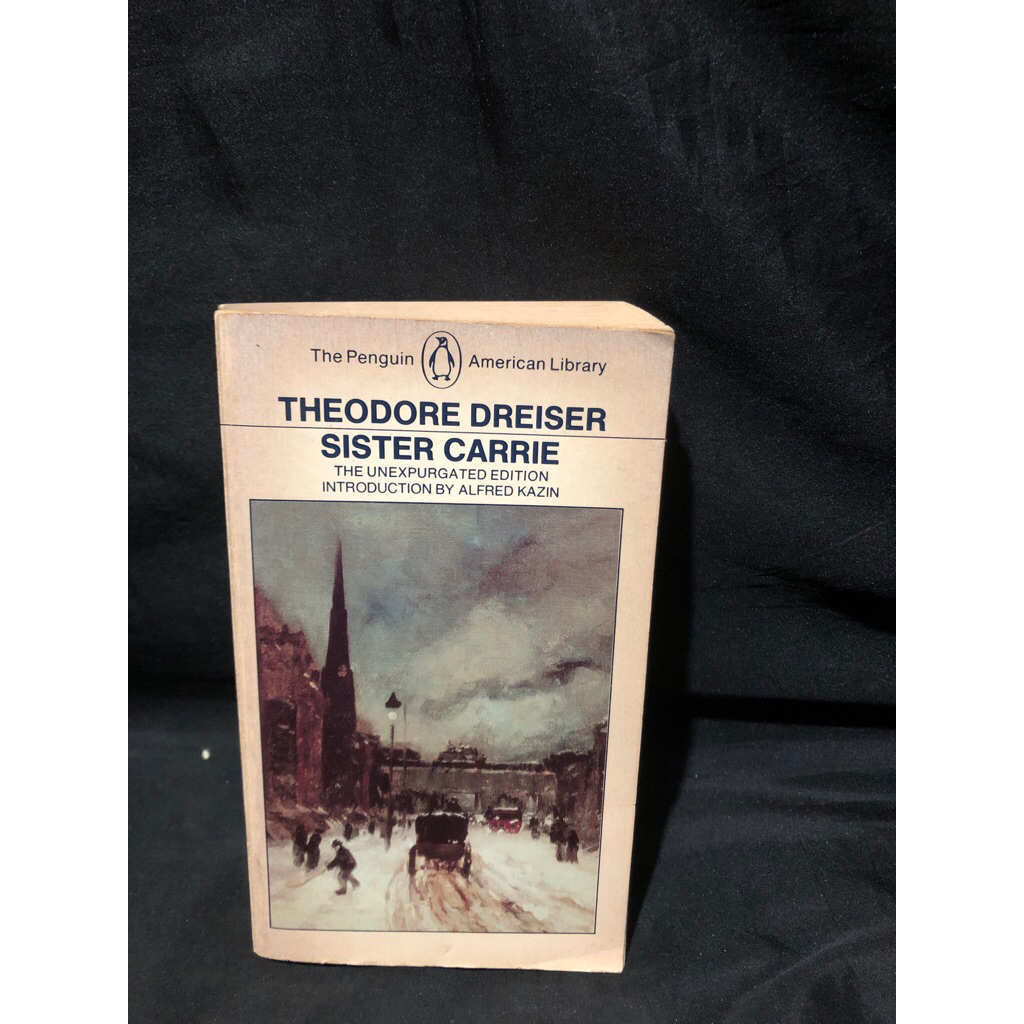 The Penguin American Library
THEODORE DREISER
SISTER CARRIE
THE UNEXPURGATED EDITION
INTRODUCTION BY ALFRED KAZIN